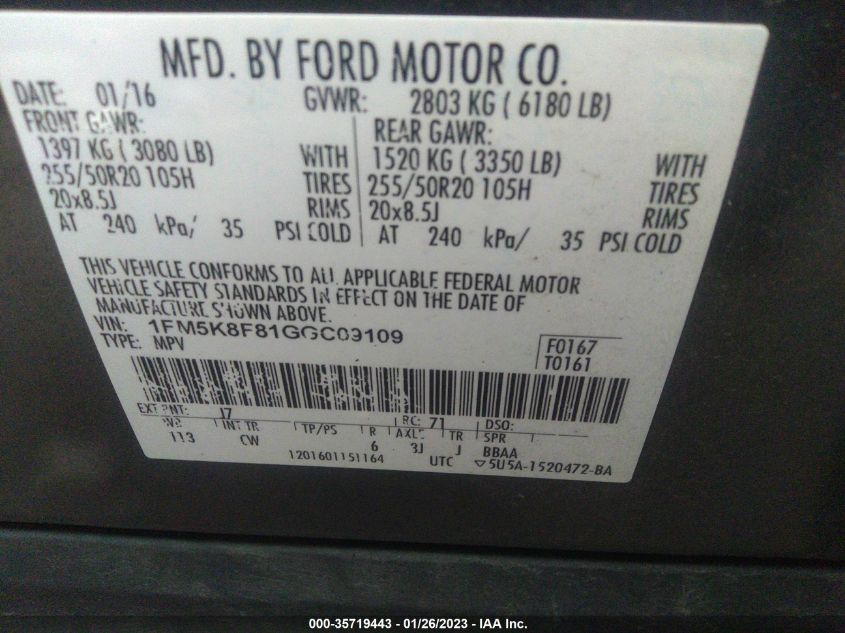 MFD. BY FORD MOTOR CO.
DATE: 01/16 GVWR: 2803 KG ( 6180 LB)
FRONT GAWR: REAR GAWR:
1397 KG ( 3080 LB) WITH 1520 KG ( 3350 LB) WITH
255/50R20 105H TIRES 255/50R20 105H TIRES
20x8.5J RIMS 20x8.5J RIMS
AT 240 kPa/ 35 PSI COLD AT 240 kPa/ 35 PSI COLD
THIS VEHICLE CONFORMS TO ALL APPLICABLE FEDERAL MOTOR
VEHICLE SAFETY STANDARDS IN EFFECT ON THE DATE OF
MANUFACTURE SHOWN ABOVE.
VIN: 1FM5K8F81GGC09109
TYPE: MPV
F0167
T0161
EXT PNT: J7 RC: 71 DSO:
WB INT TR TP/PS R AXLE TR SPR
113 CW 6 3J J BBAA
1201601151164 UTC ▽5U5A-1520472-BA
000-35719443 - 01/26/2023 - IAA Inc.